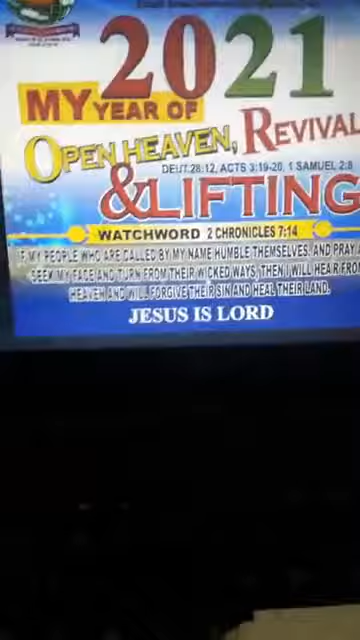 2021
MY YEAR OF
OPEN HEAVEN, REVIVAL
DEUT.28:12, ACTS 3:19-20, 1 SAMUEL 2:8
&LIFTING
WATCHWORD 2 CHRONICLES 7:14
IF MY PEOPLE WHO ARE CALLED BY MY NAME HUMBLE THEMSELVES, AND PRAY
SEEK MY FACE AND TURN FROM THEIR WICKED WAYS, THEN I WILL HEAR FRO
HEAVEN AND WILL FORGIVE THEIR SIN AND HEAL THEIR LAND.
JESUS IS LORD